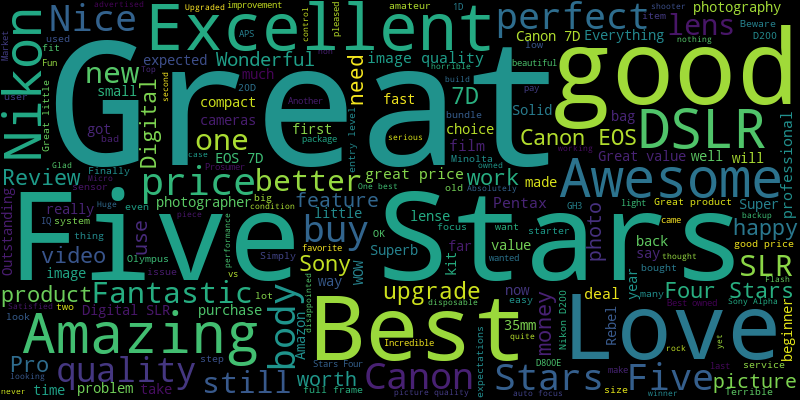 Great
Five Stars
good
Best
Love
Excellent
Amazing
Awesome
Nikon
DSLR
Fantastic
Nice
perfect
lens
photography
Upgraded
improvement
advertised
amateur
1D
control
pleased
APS
shooter
item
Beware
D200
nothing
Canon 7D
Everything
low
Market
used
fit
Fun
user
Great little
new
expected
Wonderful
image quality
horrible
beautiful
Top
much
need
second
20D
build
pay
small
Digital
compact
fast
7D
Solid
bag
Another
bundle
got
bad
cameras
first
package
serious
entry level
choice
film
Canon EOS
one
case
EOS 7D
Minolta
Great value
well
will
working
professional
Glad
Finally
Micro
Prosumer
owned
Review
sensor
price
better
great price
work
made
One best
old
Absolutely
Outstanding
Huge
photographer
big
condition
feature
Pentax
GH3
light
Great product
Super
really
even
IQ
system
piece
performance
favorite
little
lense
want
starter
came
backup
happy
thing
use
OK
focus
photo
good price
video
Olympus
vs
Simply
WOW
Superb
far
value
back
say
thought
image
issue
Sony
way
kit
wanted
bought
SLR
Flash
product
lot
body
upgrade
now
deal
year
many
Four Stars
satisfied
two
disappointed
disposable
easy
money
Nikon D200
Best owned
Sony Alpha
look
Digital SLR
purchase
Amazon
Incredible
35mm
Rebel
beginners
quite
rock
yet
Pro
step
expectations
D800E
last
service
looking
quality
Stars Four
Canon
Stars
Five
make
picture
never
time
problem
take
still
worth
full frame
picture quality
auto focus
size
winner
Terrible